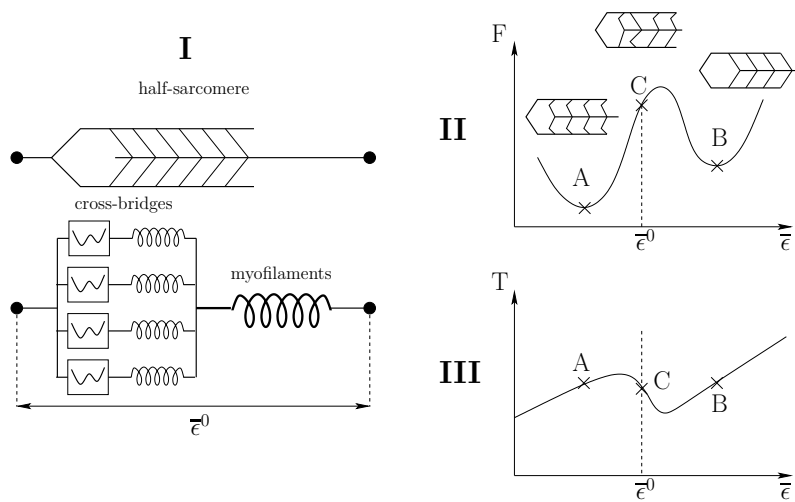 I
half-sarcomere
cross-bridges
myofilaments
ε̅⁰
II
F
A
C
B
ε̅⁰
ε̅
III
T
A
C
B
ε̅⁰
ε̅